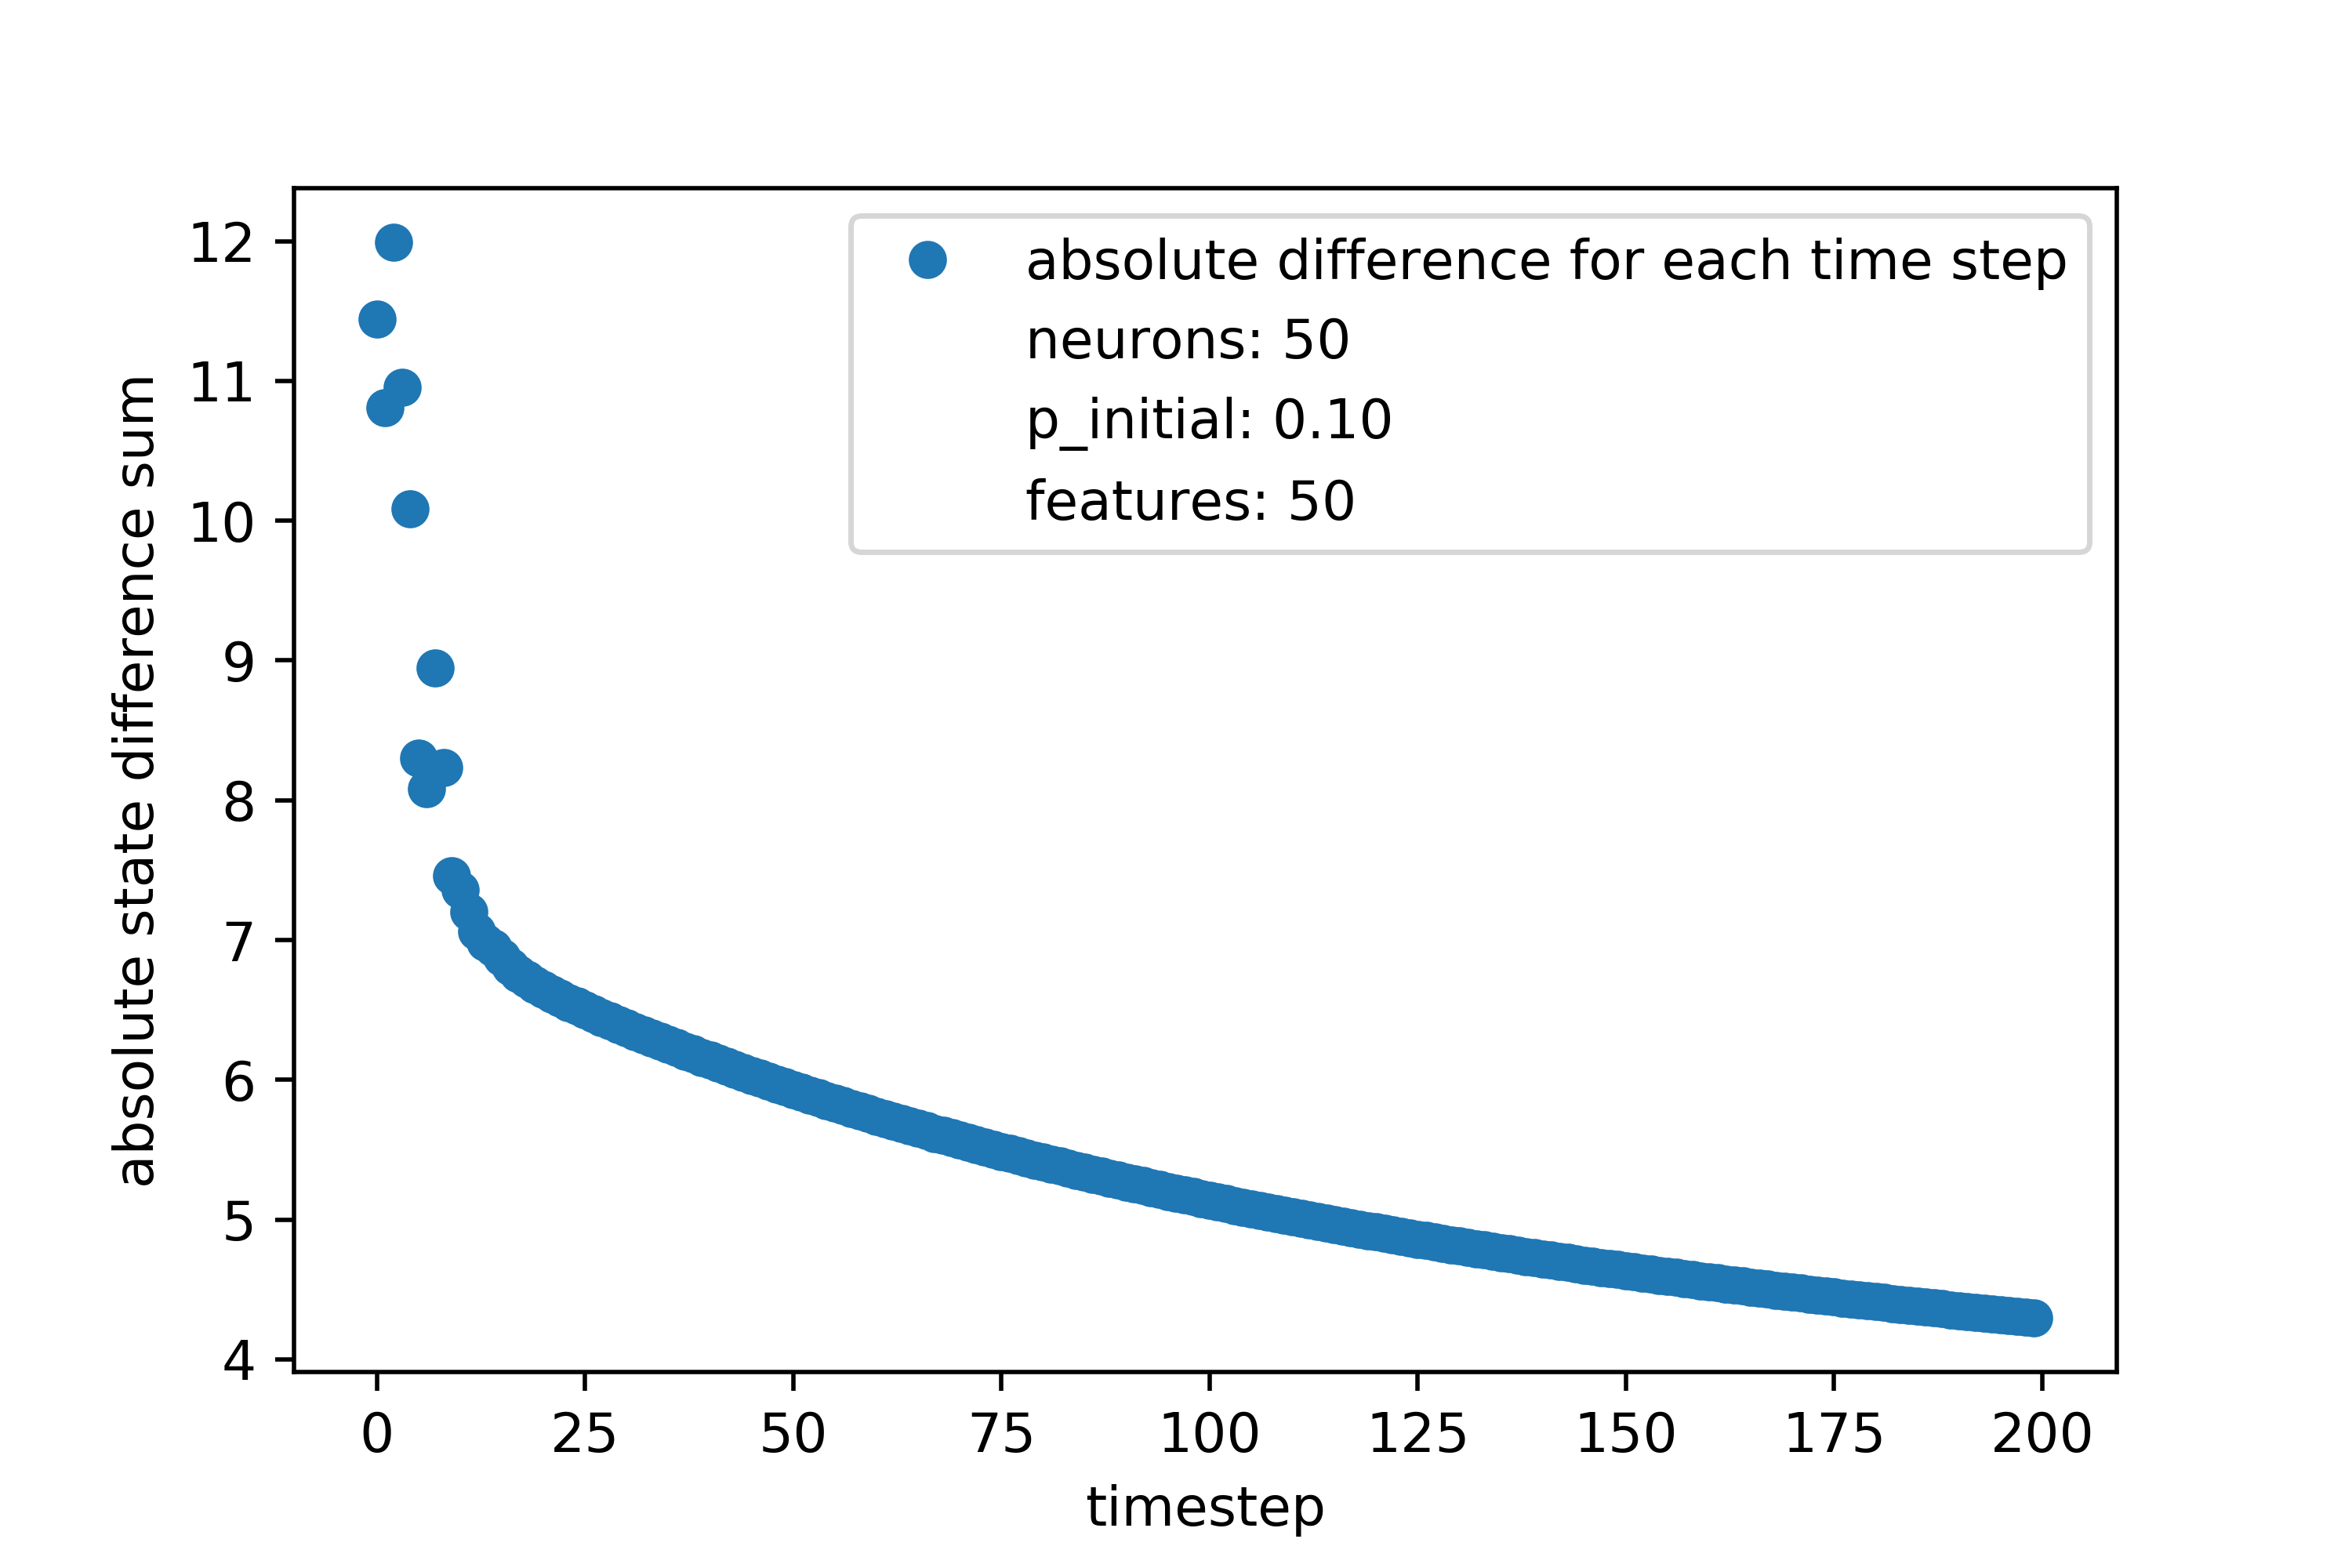 absolute difference for each time step
neurons: 50
p_initial: 0.10
features: 50
absolute state difference sum
12
11
10
9
8
7
6
5
4
0 25 50 75 100 125 150 175 200
timestep